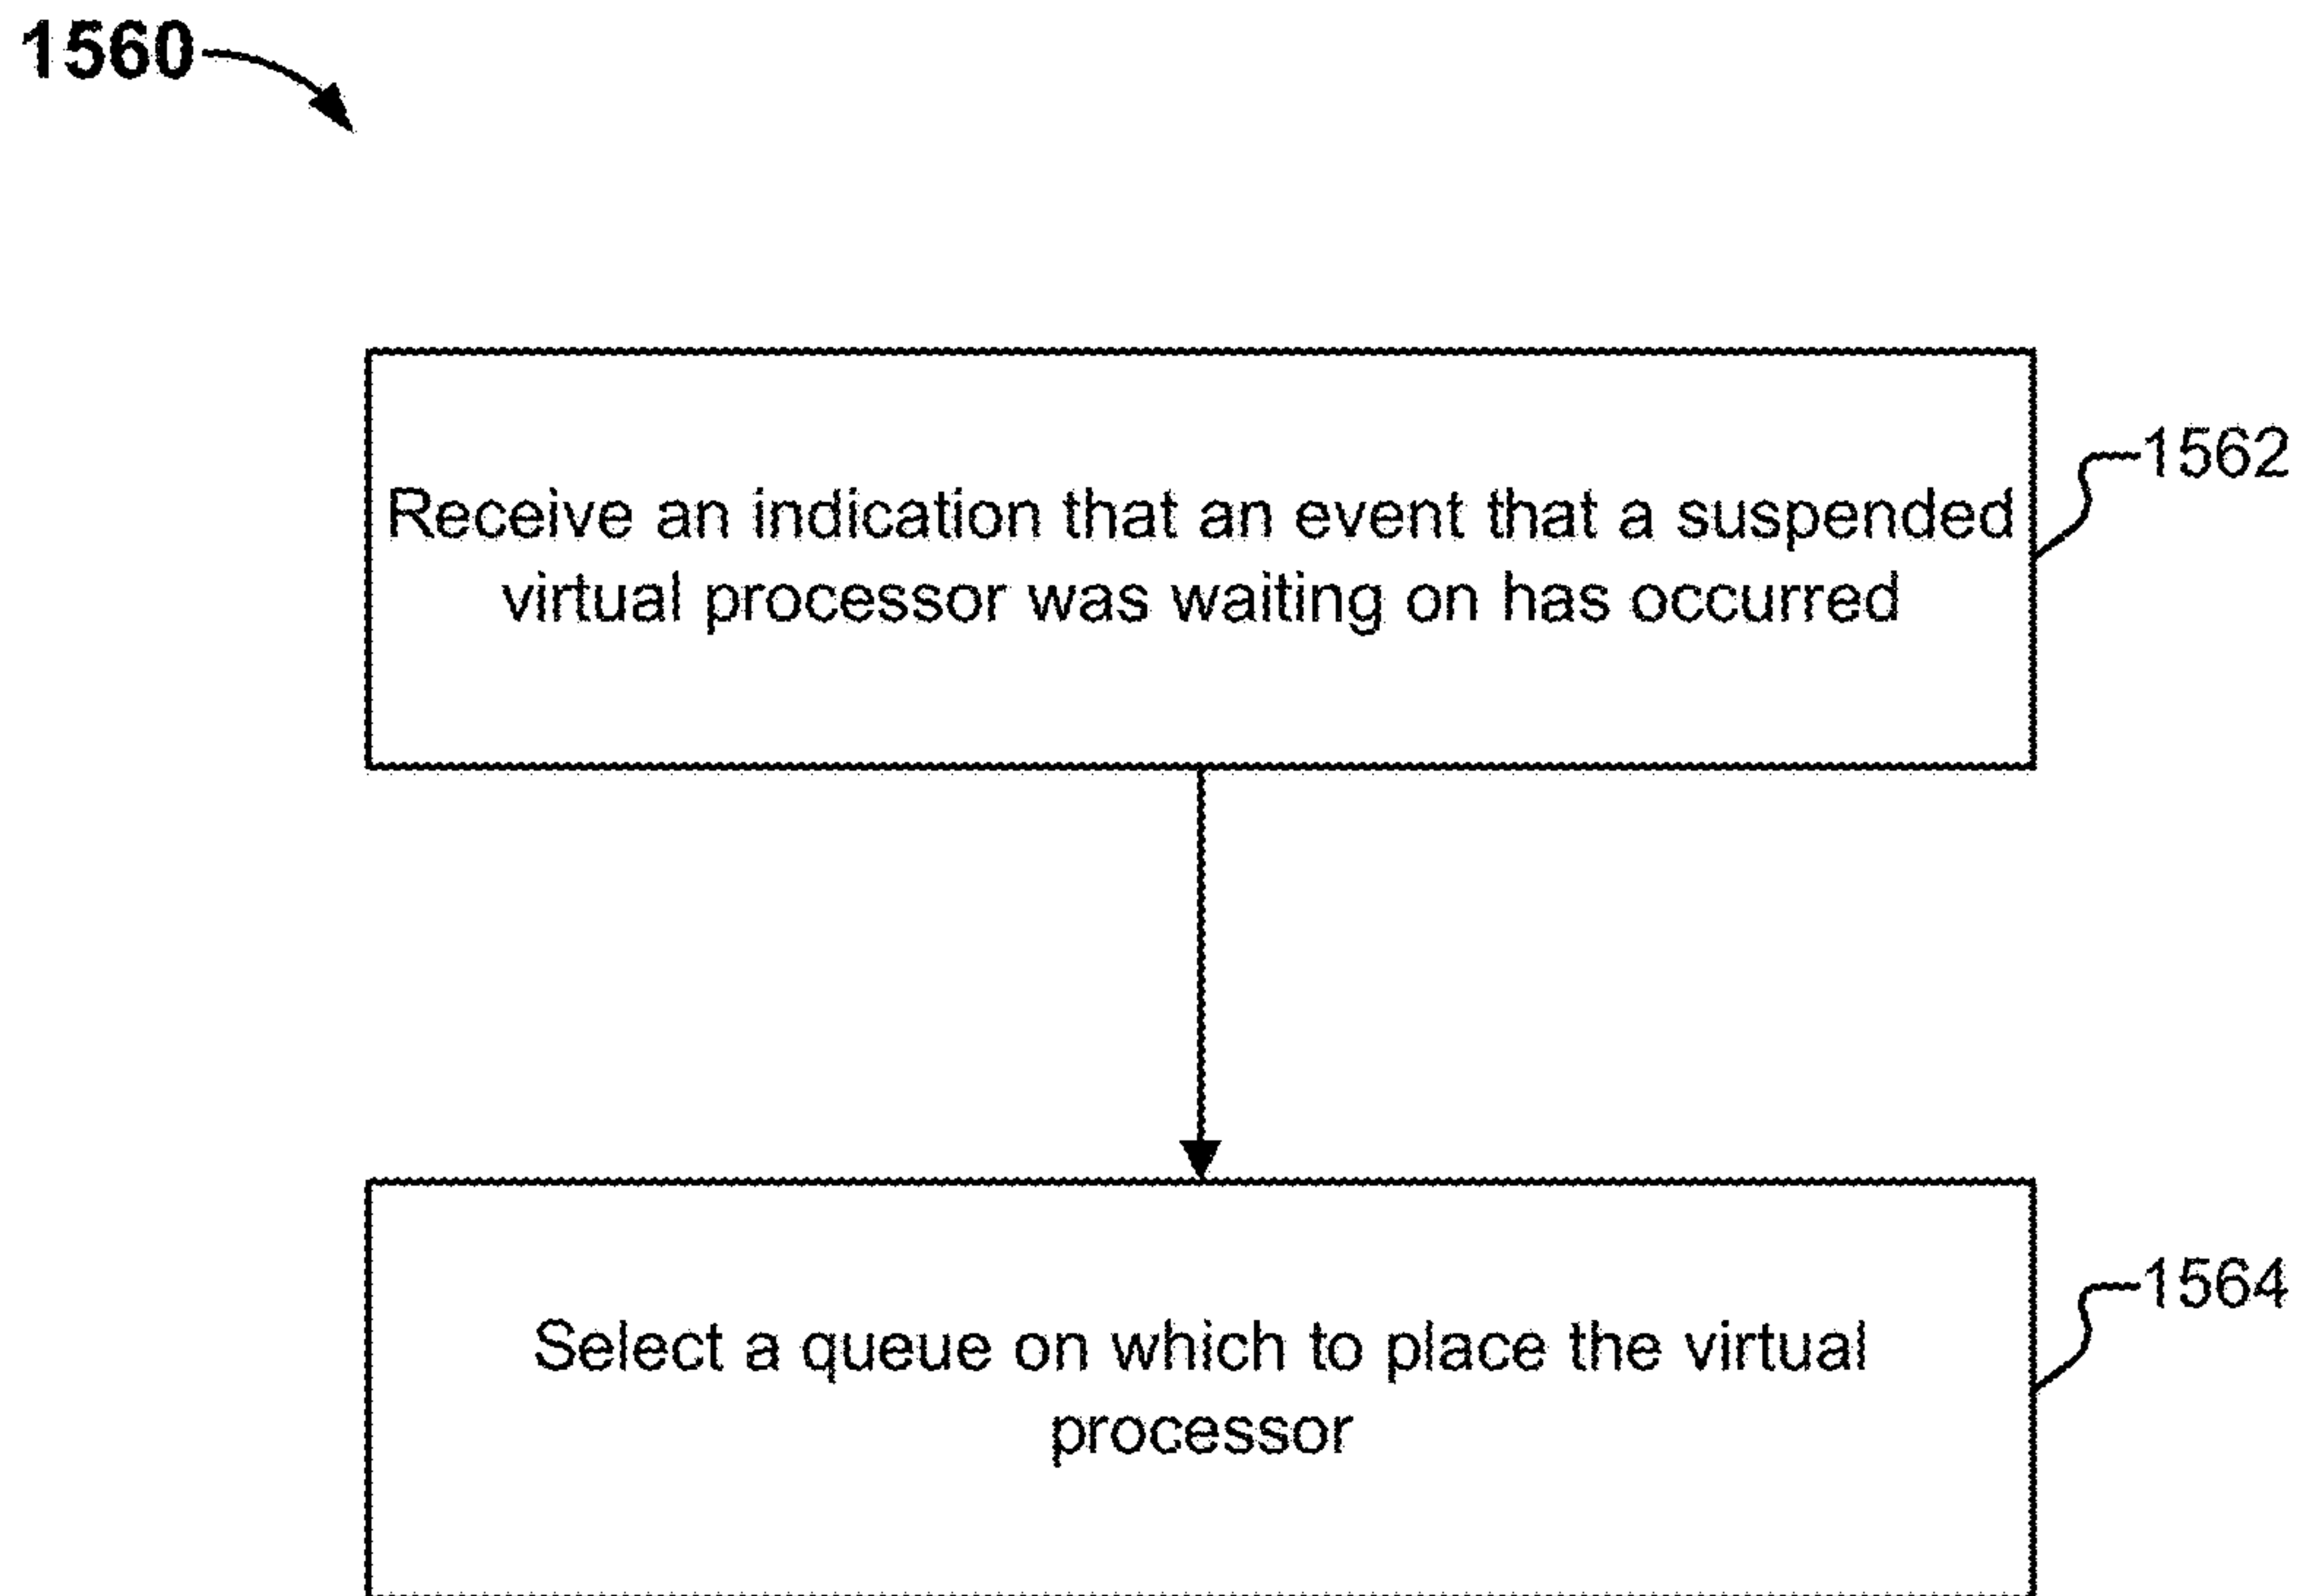 1560
Receive an indication that an event that a suspended
virtual processor was waiting on has occurred
1562
Select a queue on which to place the virtual
processor
1564